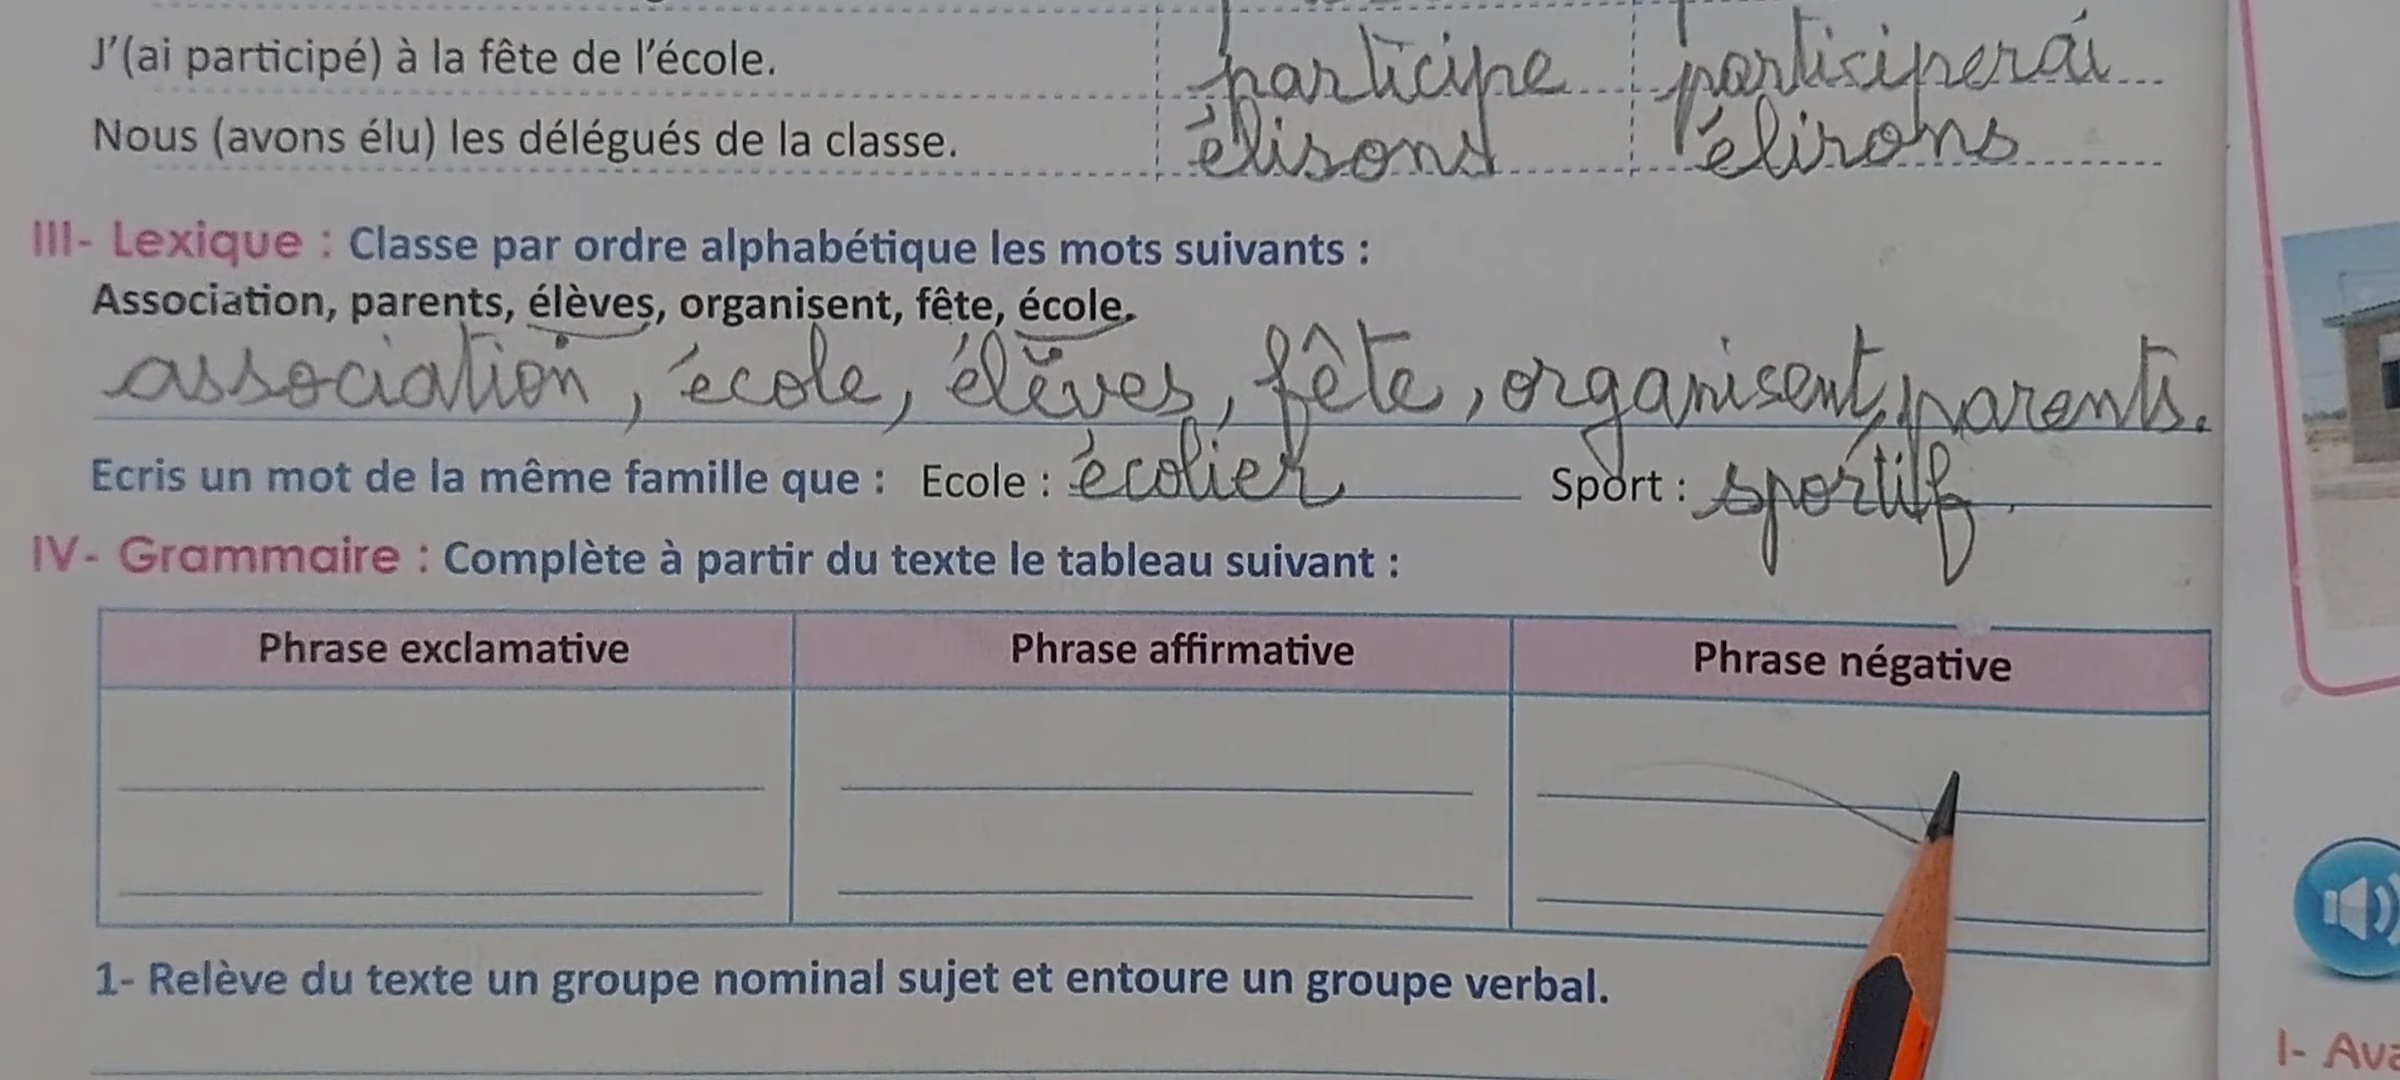 J'(ai participé) à la fête de l'école. participe participerai
Nous (avons élu) les délégués de la classe. élisons élirons
III- Lexique : Classe par ordre alphabétique les mots suivants :
Association, parents, élèves, organisent, fête, école.
association, école, élèves, fête, organisent, parents.
Ecris un mot de la même famille que : Ecole : écolier Sport : sportif
IV- Grammaire : Complète à partir du texte le tableau suivant :
Phrase exclamative Phrase affirmative Phrase négative
1- Relève du texte un groupe nominal sujet et entoure un groupe verbal.
I-